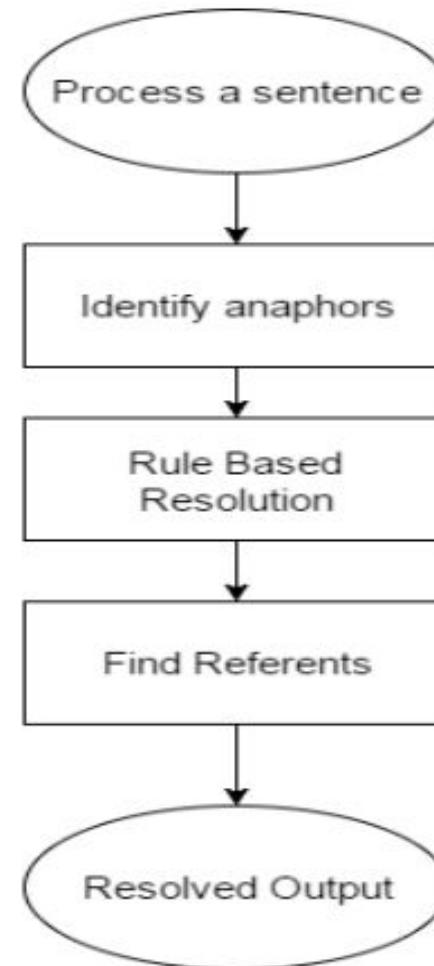 Process a sentence
Identify anaphors
Rule Based
Resolution
Find Referents
Resolved Output